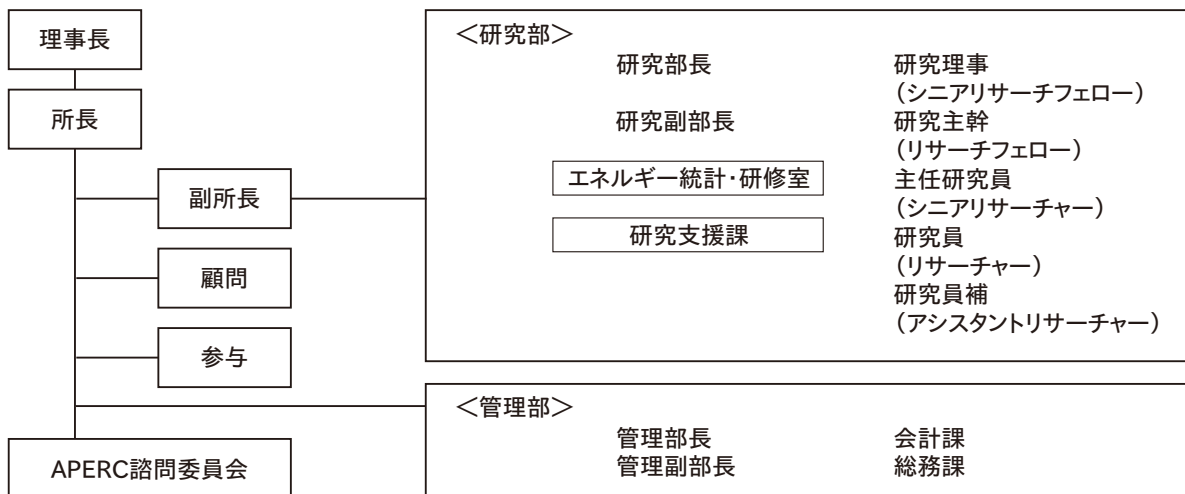 理事長
所長
副所長
顧問
参与
APERC諮問委員会
＜研究部＞
研究部長
研究副部長
エネルギー統計・研修室
研究支援課
研究理事
（シニアリサーチフェロー）
研究主幹
（リサーチフェロー）
主任研究員
（シニアリサーチャー）
研究員
（リサーチャー）
研究員補
（アシスタントリサーチャー）
＜管理部＞
管理部長
管理副部長
会計課
総務課